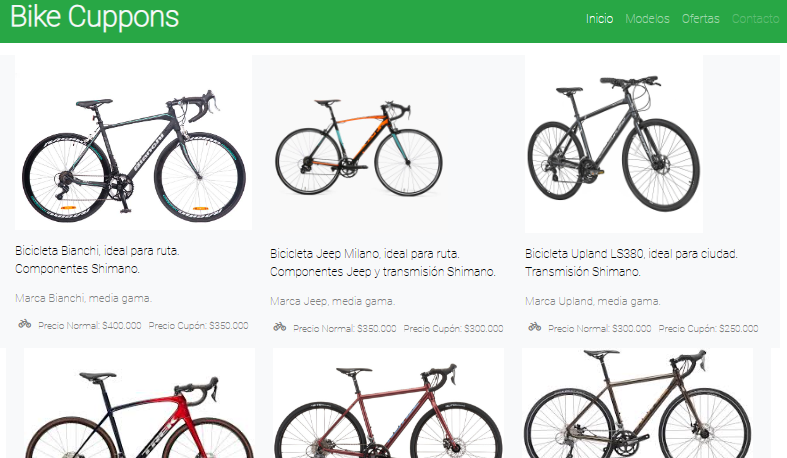 Bike Cuppons
Inicio Modelos Ofertas Contacto
BIANCHI
Bicicleta Bianchi, ideal para ruta.
Componentes Shimano.
Marca Bianchi, media gama.
Precio Normal: $400.000 Precio Cupón: $350.000
Bicicleta Jeep Milano, ideal para ruta.
Componentes Jeep y transmisión Shimano.
Marca Jeep, media gama.
Precio Normal: $350.000 Precio Cupón: $300.000
Bicicleta Upland LS380, ideal para ciudad.
Transmisión Shimano.
Marca Upland, media gama.
Precio Normal: $300.000 Precio Cupón: $250.000
TREK